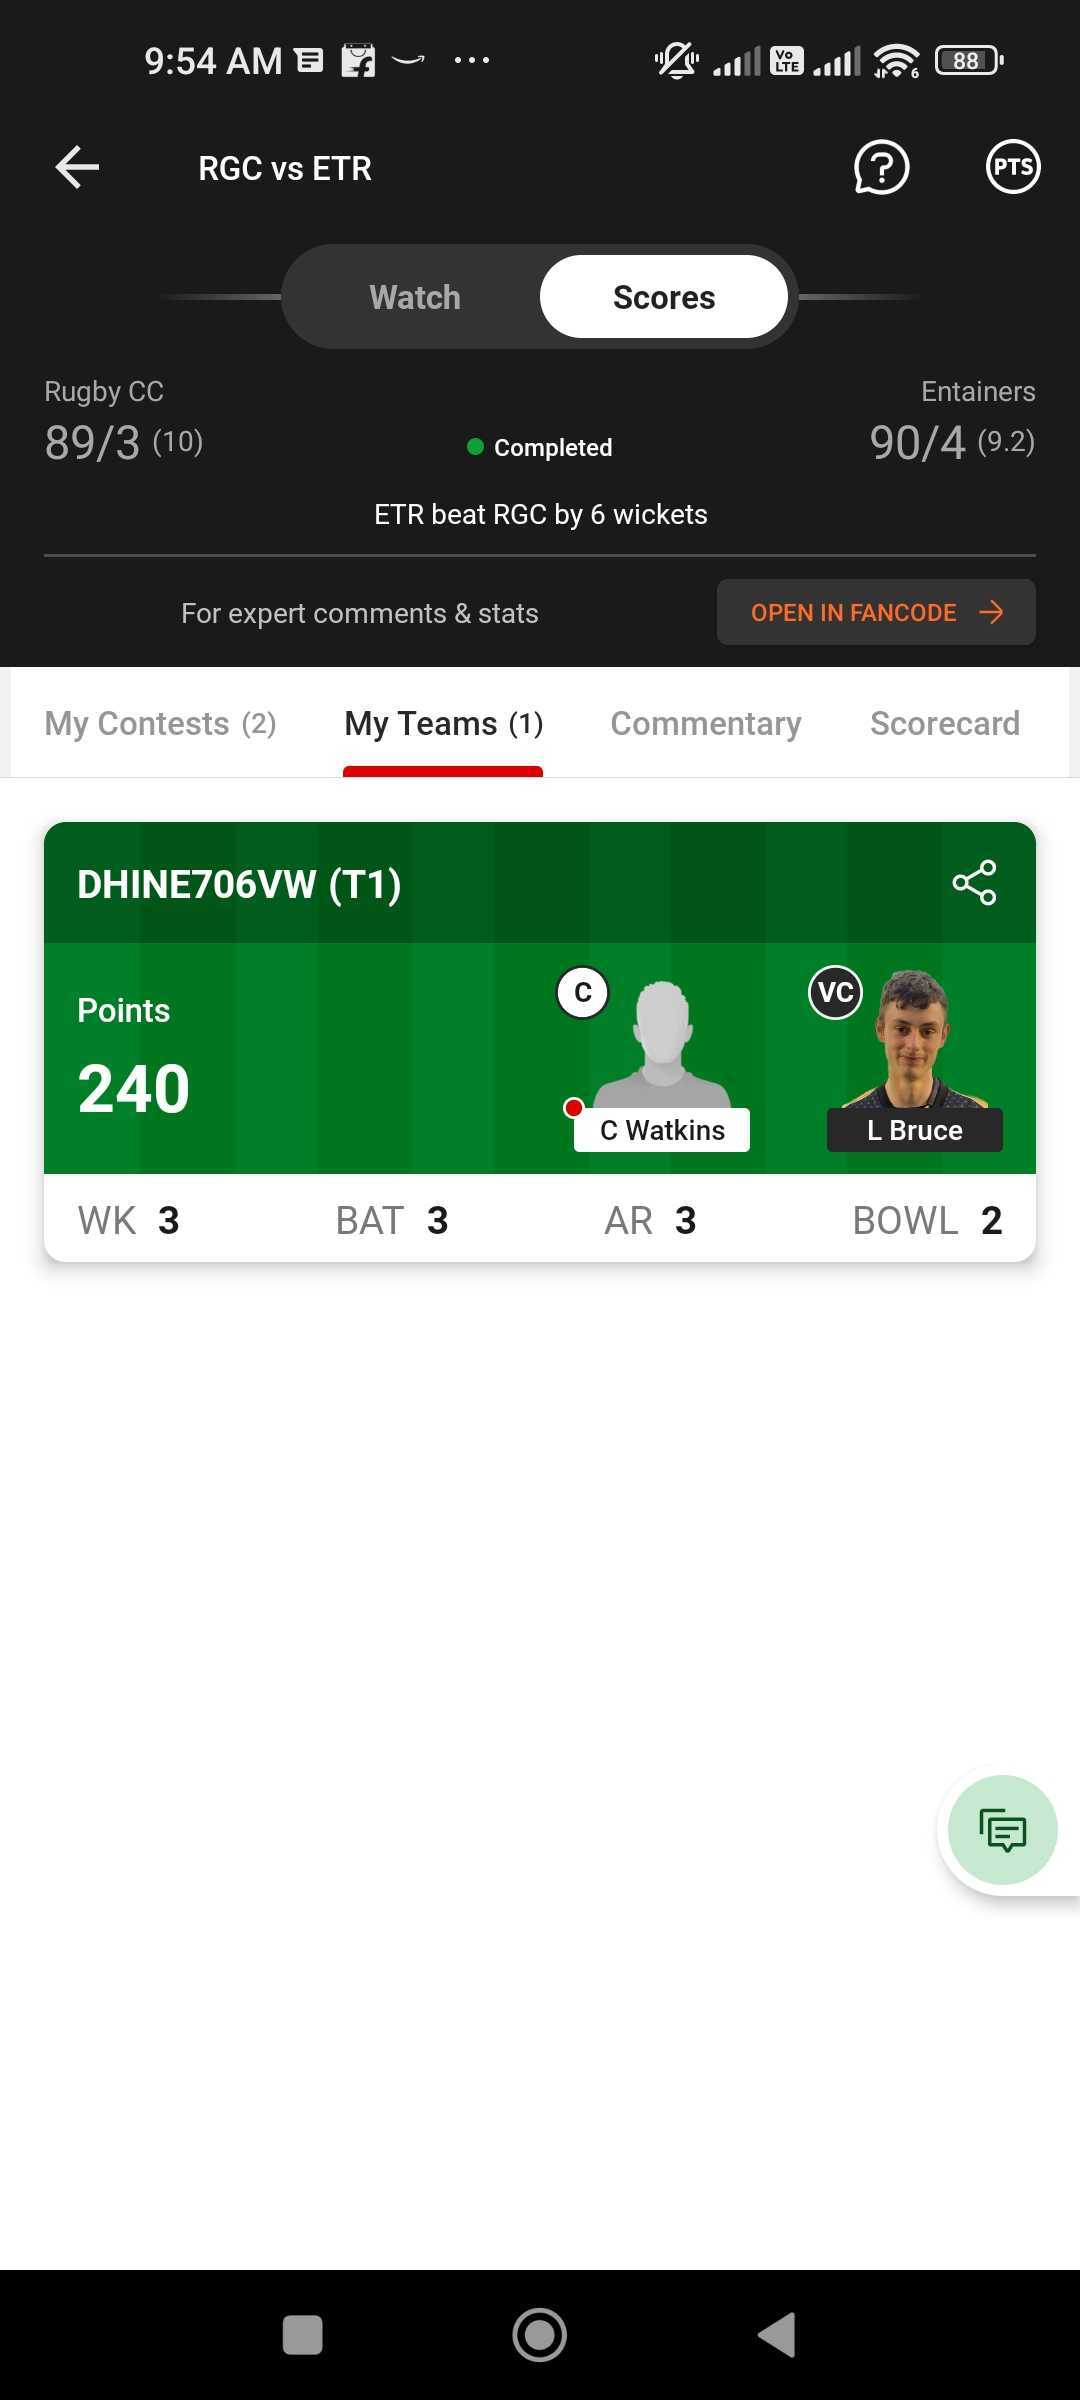 9:54 AM
Vo LTE
6
88
RGC vs ETR
PTS
Watch
Scores
Rugby CC
Entainers
89/3 (10)
Completed
90/4 (9.2)
ETR beat RGC by 6 wickets
For expert comments & stats
OPEN IN FANCODE
My Contests (2)
My Teams (1)
Commentary
Scorecard
DHINE706VW (T1)
Points
240
C
VC
C Watkins
L Bruce
WK 3
BAT 3
AR 3
BOWL 2